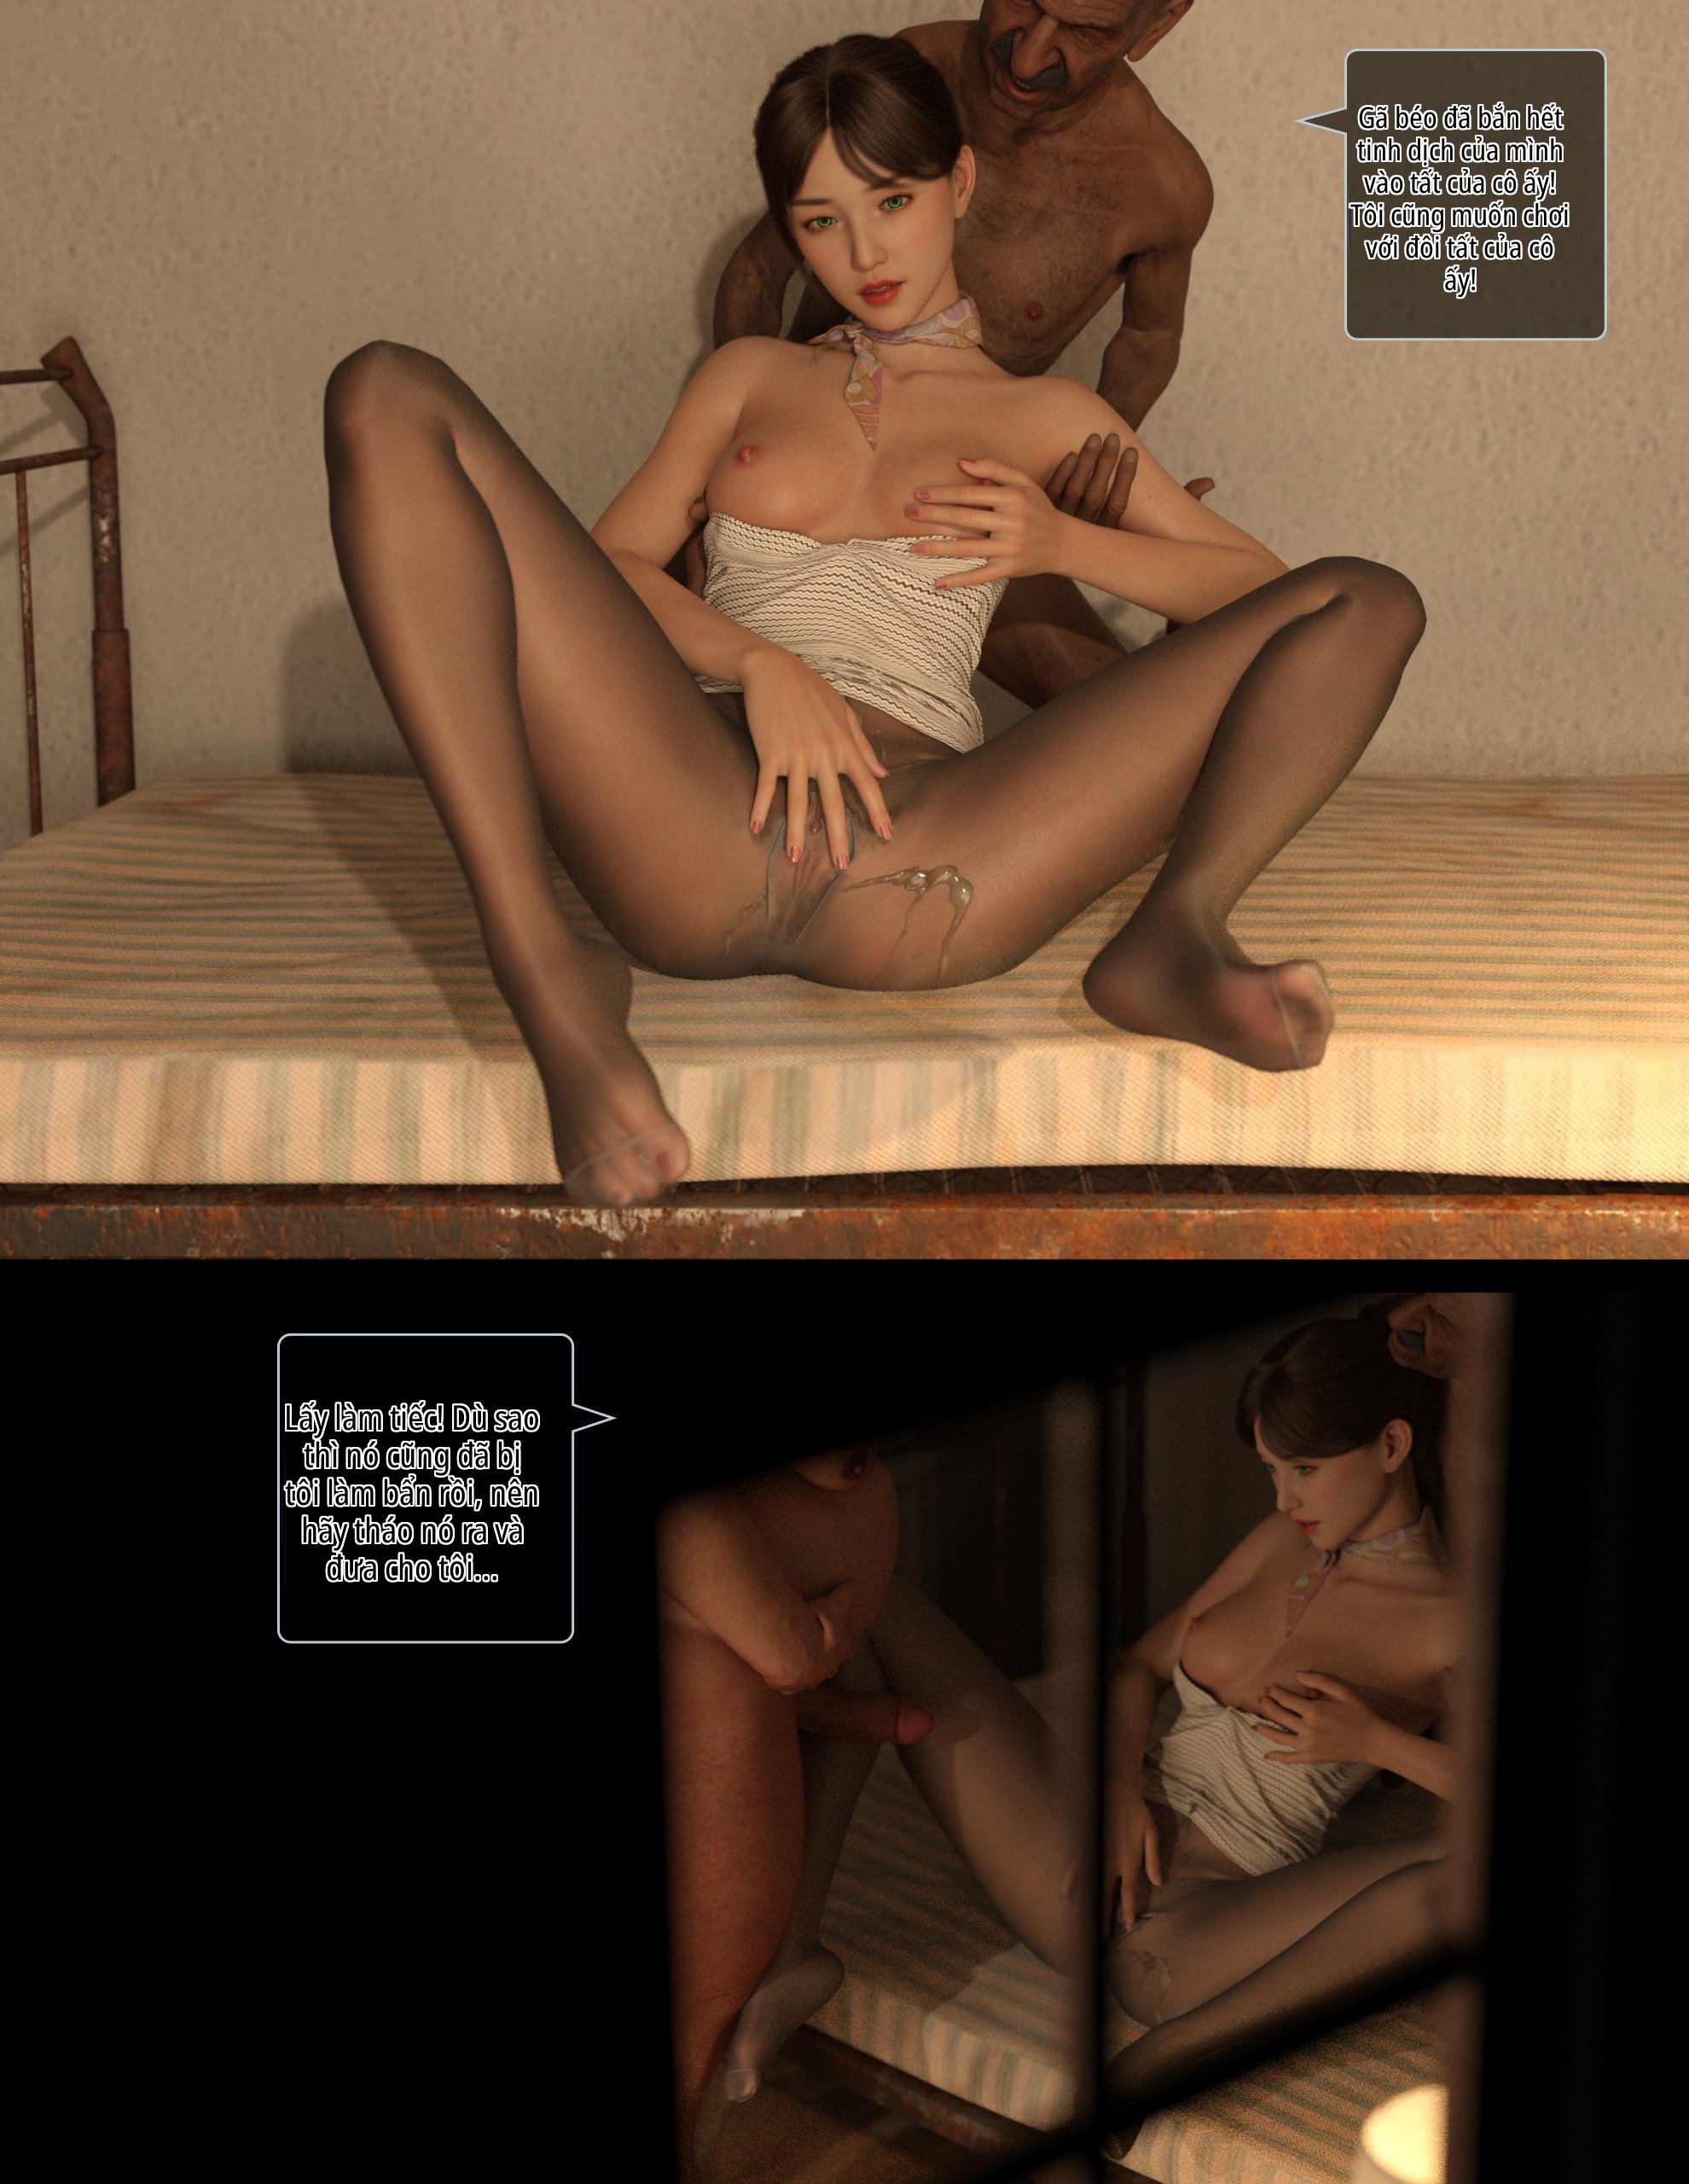 Gã béo đã bắn hết
tinh dịch của mình
vào tất của cô ấy!
Tôi cũng muốn chơi
với đôi tất của cô
ấy!
Lấy làm tiếc! Dù sao
thì nó cũng đã bị
tôi làm bẩn rồi, nên
hãy tháo nó ra và
đưa cho tôi...